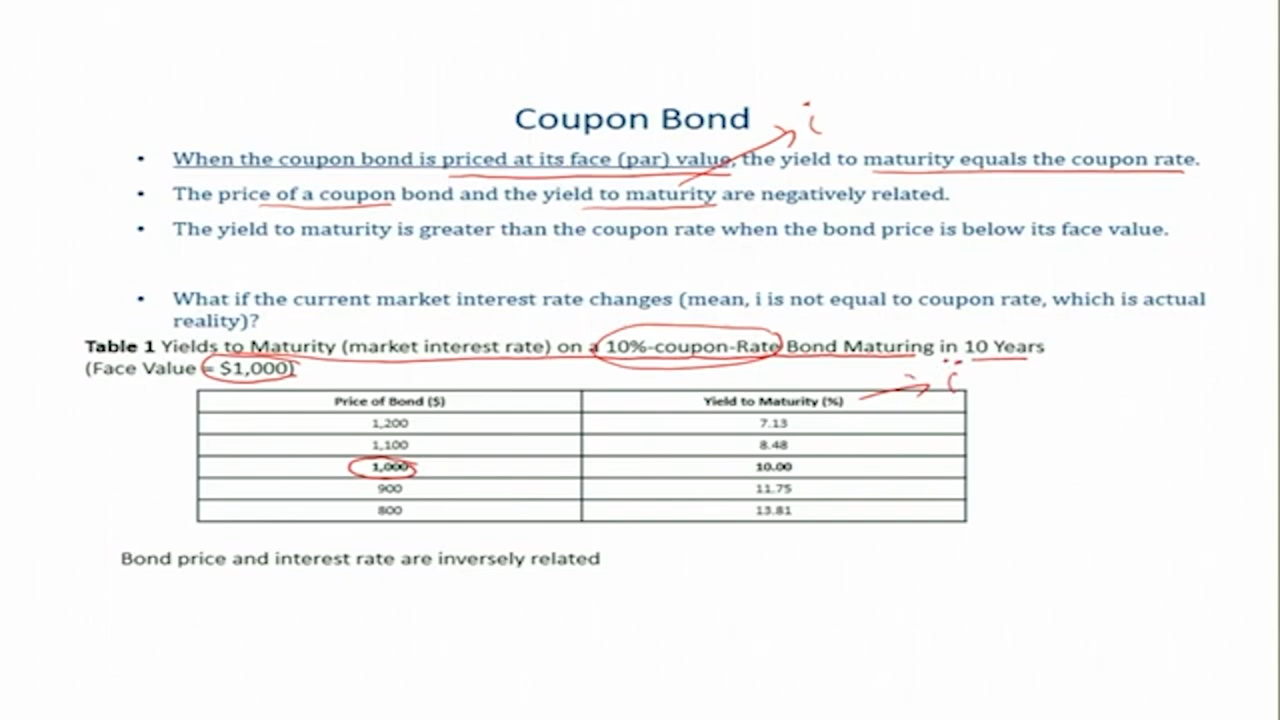 Coupon Bond
i
• When the coupon bond is priced at its face (par) value, the yield to maturity equals the coupon rate.
• The price of a coupon bond and the yield to maturity are negatively related.
• The yield to maturity is greater than the coupon rate when the bond price is below its face value.
• What if the current market interest rate changes (mean, i is not equal to coupon rate, which is actual
reality)?
Table 1 Yields to Maturity (market interest rate) on a 10%-coupon-Rate Bond Maturing in 10 Years
(Face Value = $1,000)
i
Price of Bond ($) Yield to Maturity (%)
1,200 7.13
1,100 8.48
1,000 10.00
900 11.75
800 13.81
Bond price and interest rate are inversely related